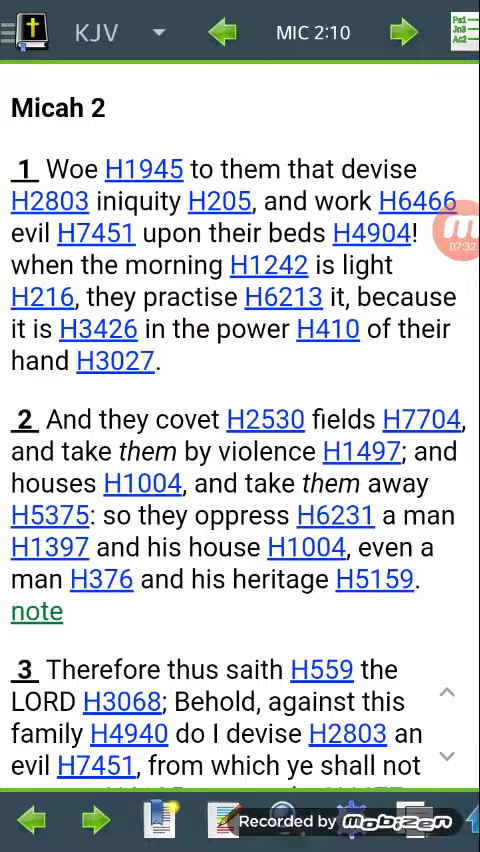 KJV
MIC 2:10
Ps1
Jn3
Ac2
Micah 2
1 Woe H1945 to them that devise
H2803 iniquity H205, and work H6466
evil H7451 upon their beds H4904!
when the morning H1242 is light
H216, they practise H6213 it, because
it is H3426 in the power H410 of their
hand H3027.
07:32
2 And they covet H2530 fields H7704,
and take them by violence H1497; and
houses H1004, and take them away
H5375: so they oppress H6231 a man
H1397 and his house H1004, even a
man H376 and his heritage H5159.
note
3 Therefore thus saith H559 the
LORD H3068; Behold, against this
family H4940 do I devise H2803 an
evil H7451, from which ye shall not
Recorded by mobizen